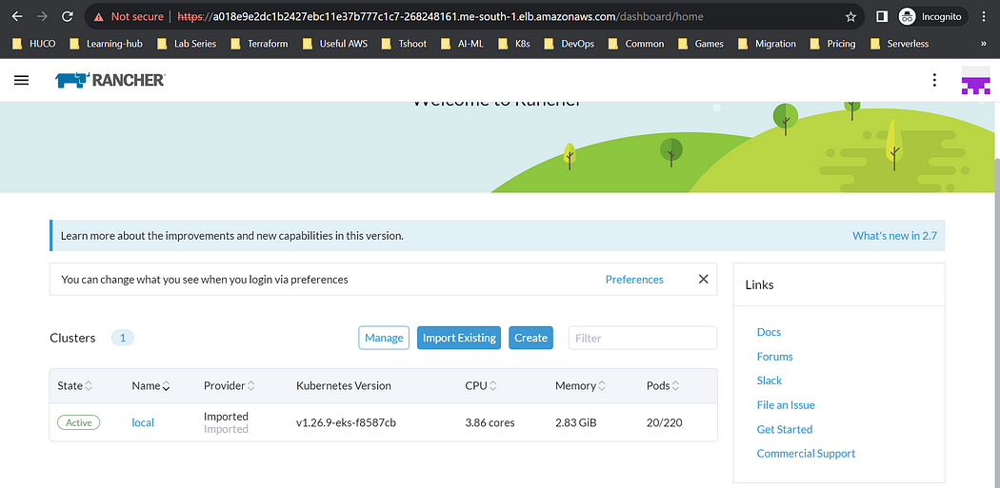 Not secure https://a018e9e2dc1b2427ebc11e37b777c1c7-268248161.me-south-1.elb.amazonaws.com/dashboard/home Incognito
HUCO Learning-hub Lab Series Terraform Useful AWS Tshoot AI-ML K8s DevOps Common Games Migration Pricing Serverless »
RANCHER
Welcome to Rancher
Learn more about the improvements and new capabilities in this version. What's new in 2.7
You can change what you see when you login via preferences Preferences
Clusters 1 Manage Import Existing Create Filter
State Name Provider Kubernetes Version CPU Memory Pods
Active local Imported v1.26.9-eks-f8587cb 3.86 cores 2.83 GiB 20/220
Imported
Links
Docs
Forums
Slack
File an Issue
Get Started
Commercial Support